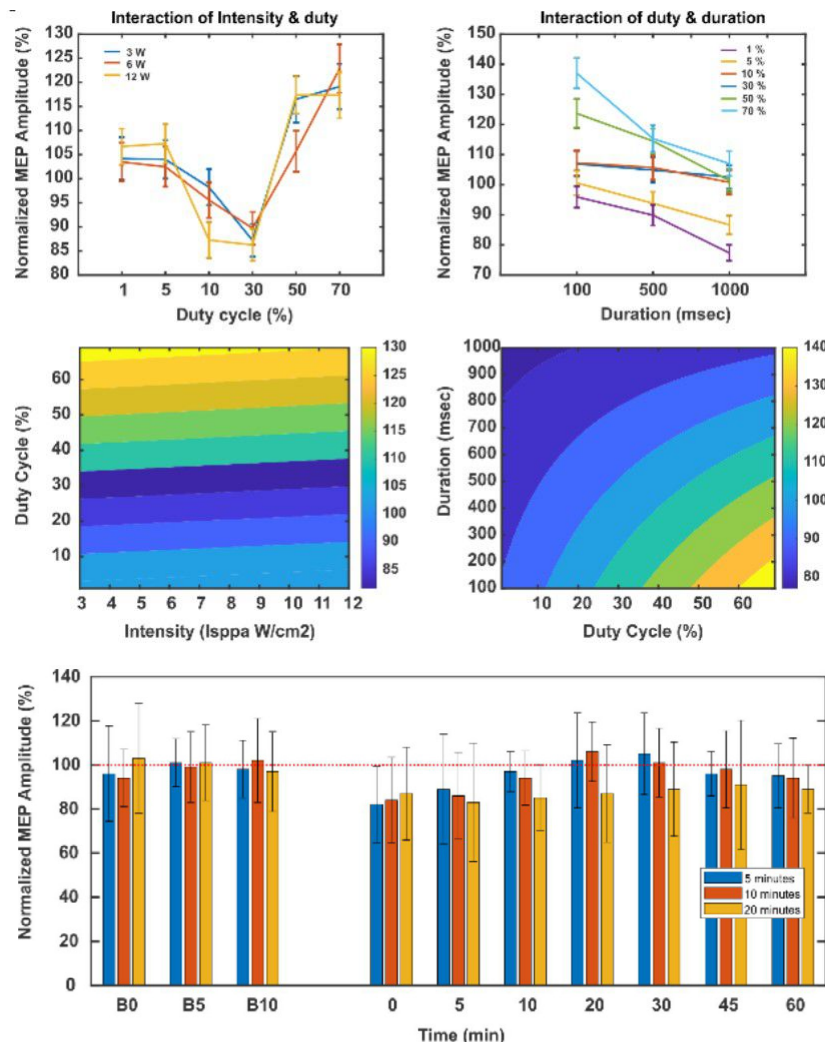 Interaction of Intensity & duty
130
125
120
115
110
105
100
95
90
85
80
Normalized MEP Amplitude (%)
3 W
6 W
12 W
1 5 10 30 50 70
Duty cycle (%)
Interaction of duty & duration
150
140
130
120
110
100
90
80
70
Normalized MEP Amplitude (%)
1 %
5 %
10 %
30 %
50 %
70 %
100 500 1000
Duration (msec)
60
50
40
30
20
10
Duty Cycle (%)
3 4 5 6 7 8 9 10 11 12
Intensity (Isppa W/cm2)
130
125
120
115
110
105
100
95
90
85
1000
900
800
700
600
500
400
300
200
100
Duration (msec)
10 20 30 40 50 60
Duty Cycle (%)
140
130
120
110
100
90
80
140
120
100
80
60
40
20
0
Normalized MEP Amplitude (%)
5 minutes
10 minutes
20 minutes
B0 B5 B10 0 5 10 20 30 45 60
Time (min)